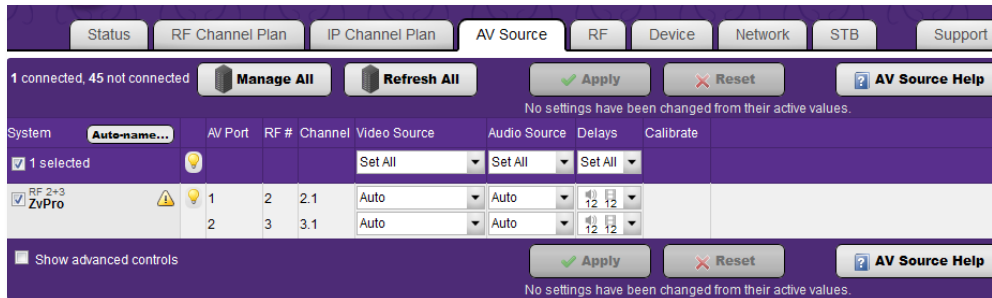 Status RF Channel Plan IP Channel Plan AV Source RF Device Network STB Support
1 connected, 45 not connected Manage All Refresh All Apply Reset AV Source Help
No settings have been changed from their active values.
System Auto-name... AV Port RF # Channel Video Source Audio Source Delays Calibrate
1 selected Set All Set All Set All
RF 2+3
ZvPro 1 2 2.1 Auto Auto 12 12
2 3 3.1 Auto Auto 12 12
Show advanced controls Apply Reset AV Source Help
No settings have been changed from their active values.